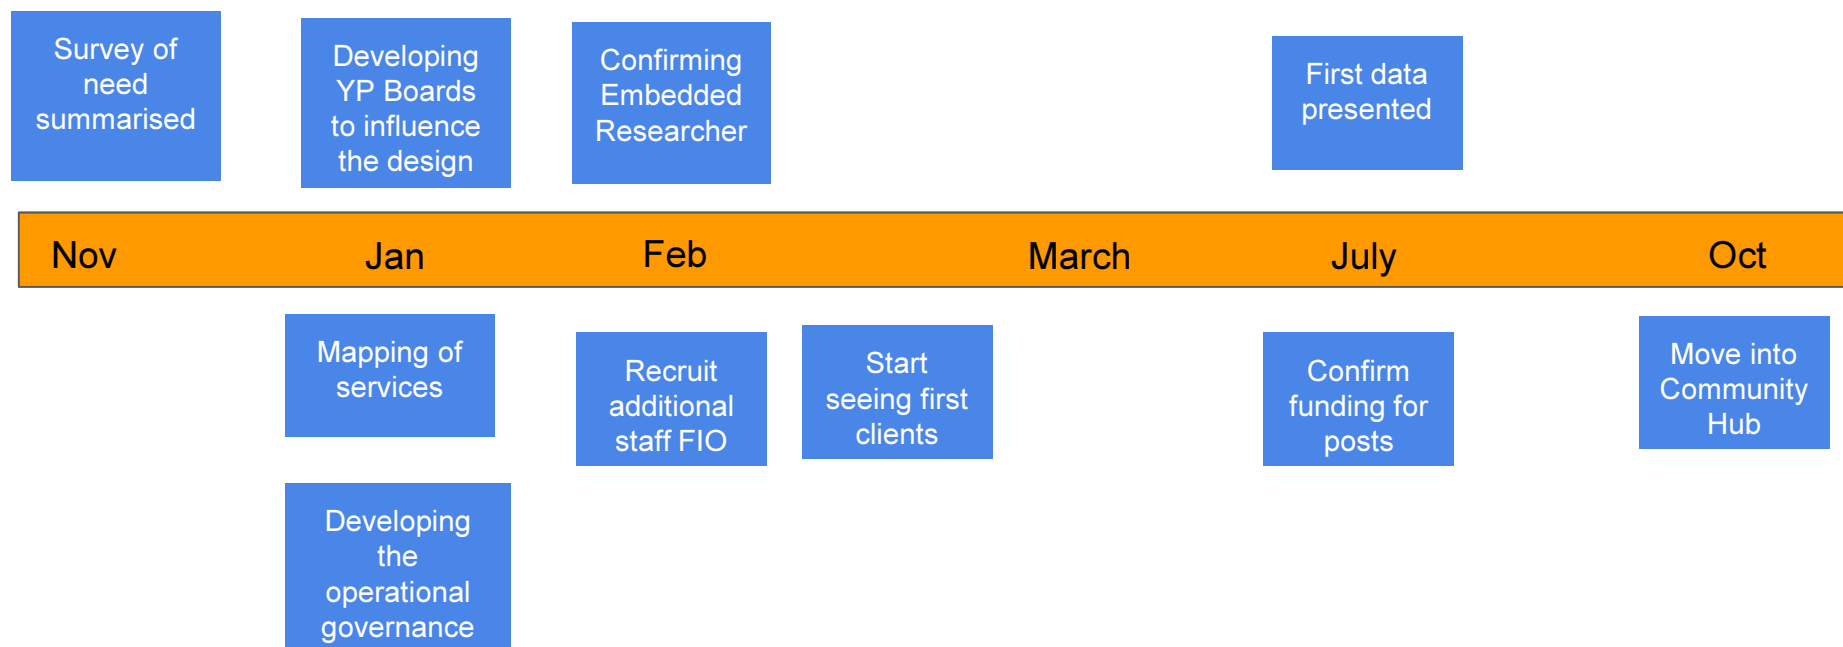 Survey of
need
summarised
Developing
YP Boards
to influence
the design
Confirming
Embedded
Researcher
First data
presented
Nov
Jan
Feb
March
July
Oct
Mapping of
services
Recruit
additional
staff FIO
Start
seeing first
clients
Confirm
funding for
posts
Move into
Community
Hub
Developing
the
operational
governance